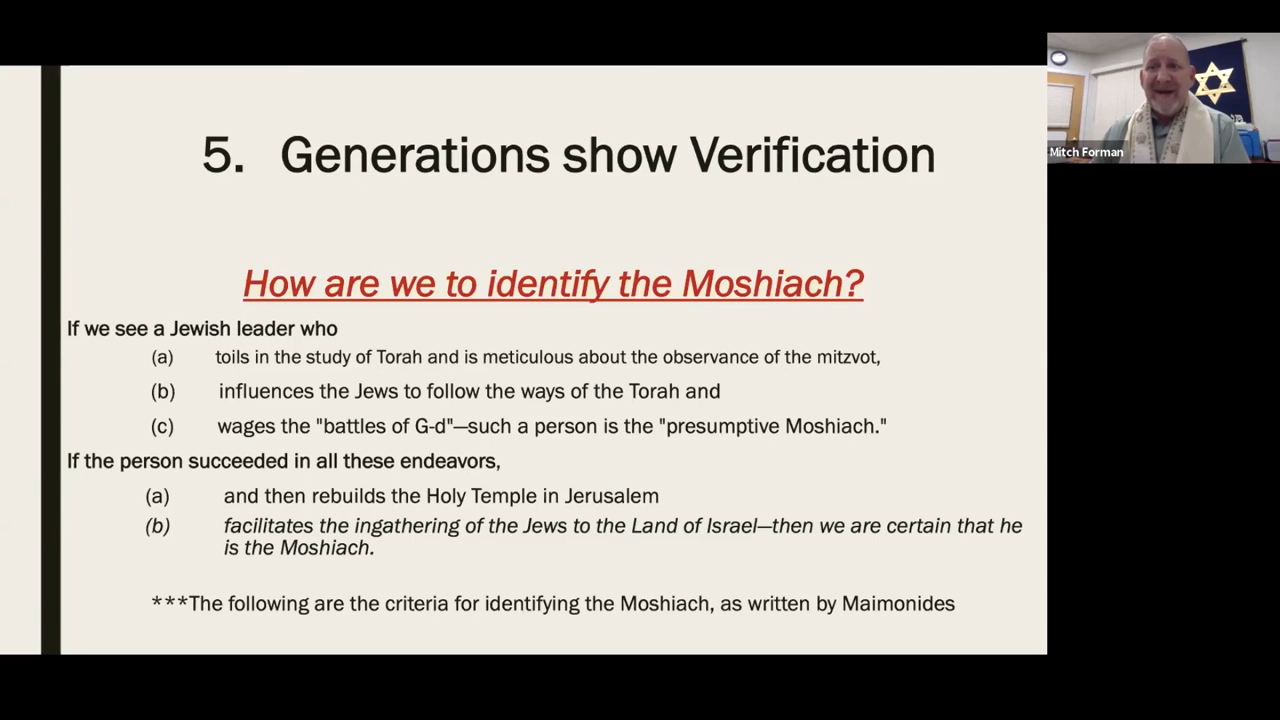 5. Generations show Verification
How are we to identify the Moshiach?
If we see a Jewish leader who
(a) toils in the study of Torah and is meticulous about the observance of the mitzvot,
(b) influences the Jews to follow the ways of the Torah and
(c) wages the "battles of G-d"—such a person is the "presumptive Moshiach."
If the person succeeded in all these endeavors,
(a) and then rebuilds the Holy Temple in Jerusalem
(b) facilitates the ingathering of the Jews to the Land of Israel—then we are certain that he
is the Moshiach.
***The following are the criteria for identifying the Moshiach, as written by Maimonides
Mitch Forman